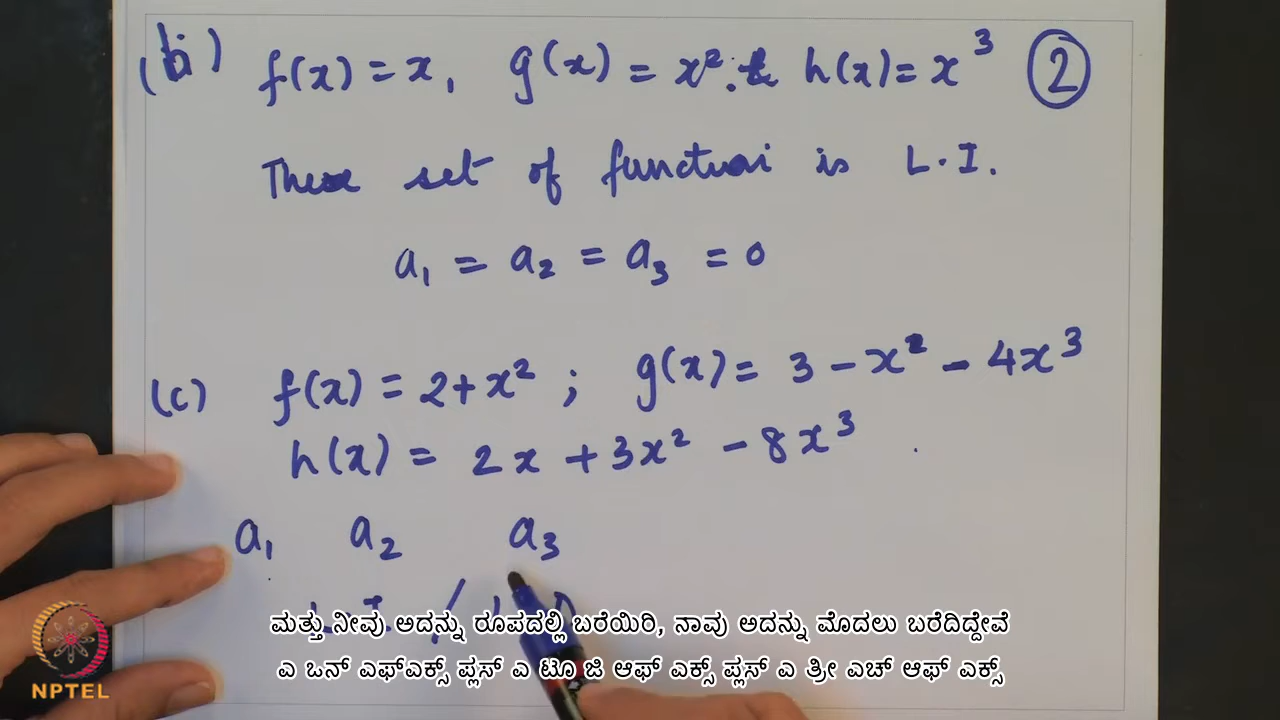 (b) f(x) = x, g(x) = x². & h(x) = x³ ②
These set of function is L.I.
a₁ = a₂ = a₃ = 0
(c) f(x) = 2+x² ; g(x) = 3 - x² - 4x³
h(x) = 2x + 3x² - 8x³
a₁ a₂ a₃
ಮತ್ತು ನೀವು ಅದನ್ನು ರೂಪದಲ್ಲಿ ಬರೆಯಿರಿ, ನಾವು ಅದನ್ನು ಮೊದಲು ಬರೆದಿದ್ದೇವೆ
ಎ ಒನ್ ಎಫ್ಎಕ್ಸ್ ಪ್ಲಸ್ ಎ ಟೂ ಜಿ ಆಫ್ ಎಕ್ಸ್ ಪ್ಲಸ್ ಎ ತ್ರೀ ಎಚ್ ಆಫ್ ಎಕ್ಸ್
NPTEL